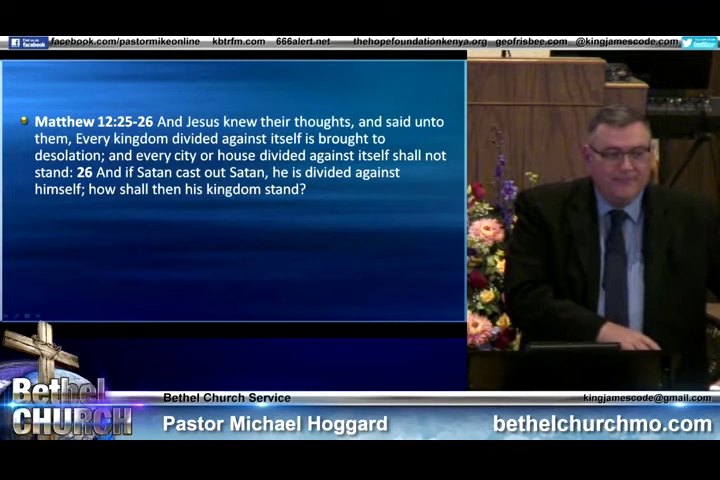 Find us on facebook
facebook.com/pastormikeonline kbtrfm.com 666alert.net thehopefoundationkenya.org geofrisbee.com @kingjamescode.com
Matthew 12:25-26 And Jesus knew their thoughts, and said unto
them, Every kingdom divided against itself is brought to
desolation; and every city or house divided against itself shall not
stand: 26 And if Satan cast out Satan, he is divided against
himself; how shall then his kingdom stand?
Bethel
CHURCH
Bethel Church Service
kingjamescode@gmail.com
Pastor Michael Hoggard
bethelchurchmo.com